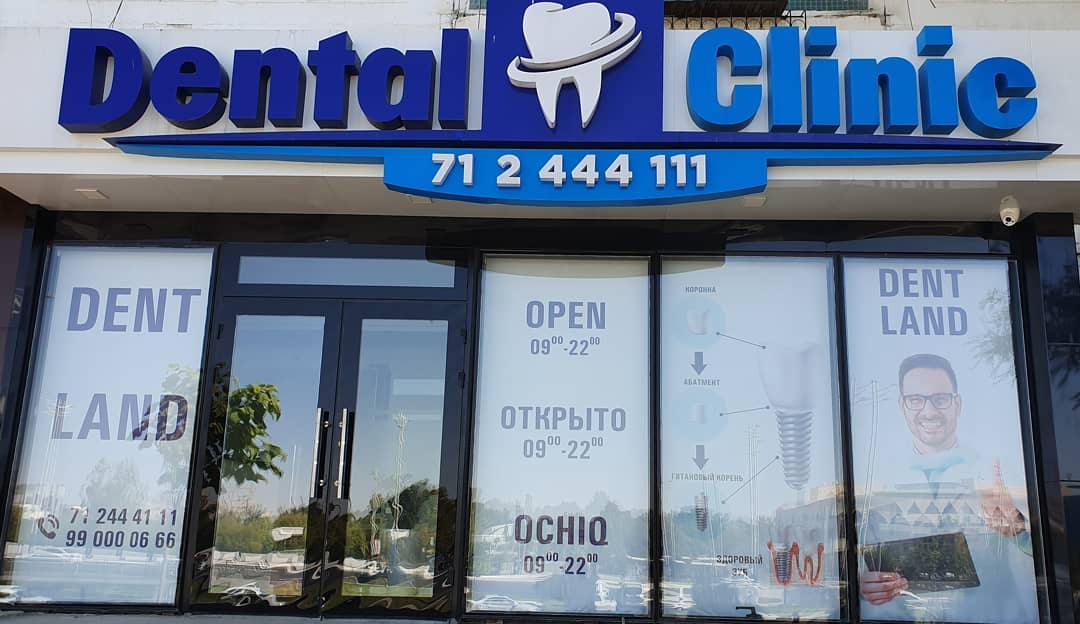 Dental Clinic
71 2 444 111
DENT
LAND
71 244 41 11
99 000 06 66
OPEN
09⁰⁰-22⁰⁰
ОТКРЫТО
09⁰⁰-22⁰⁰
OCHIQ
09⁰⁰-22⁰⁰
КОРОНКА
АБАТМЕНТ
ТИТАНОВЫЙ КОРЕНЬ
ЗДОРОВЫЙ
ЗУБ
DENT
LAND